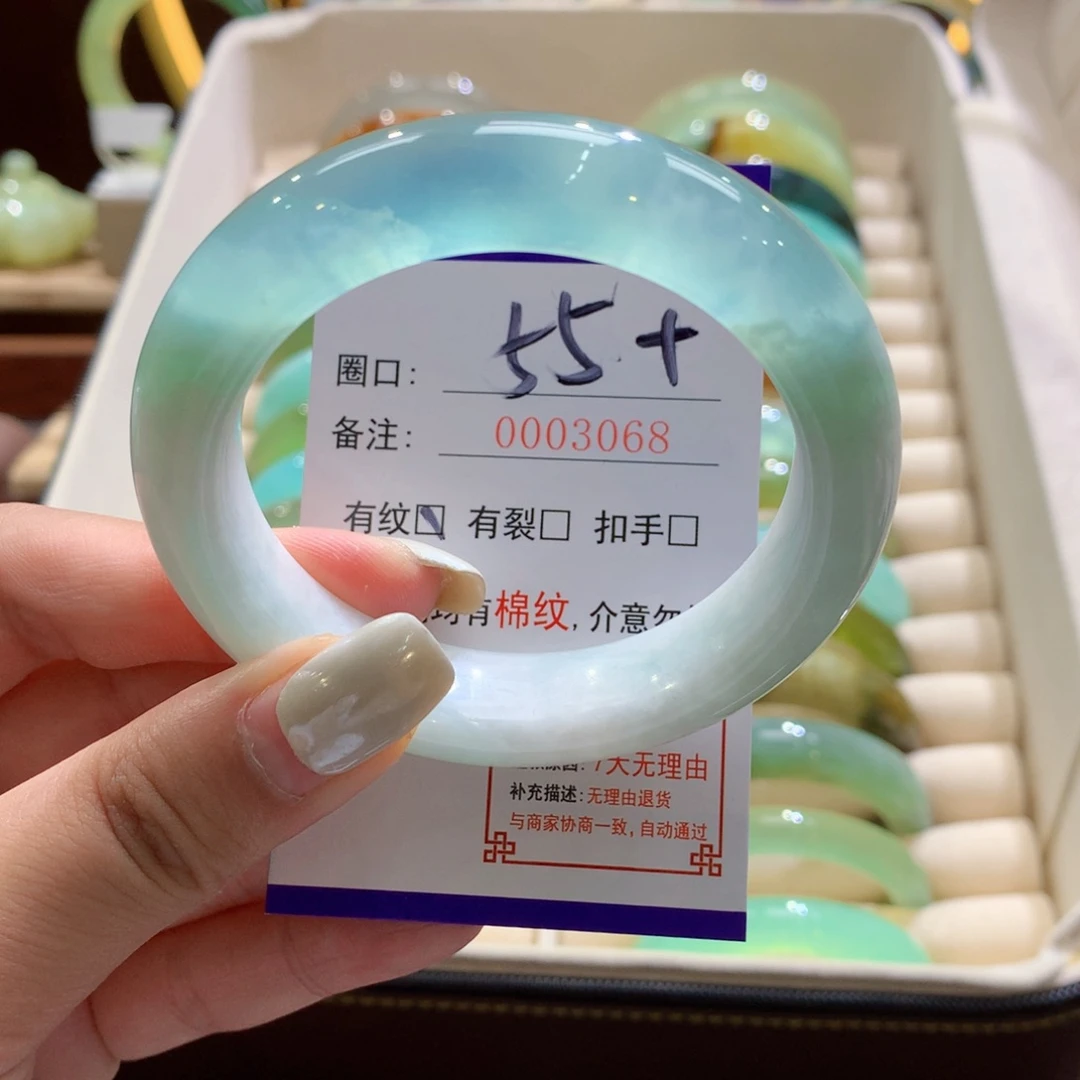 圈口: 55+
备注: 0003068
有纹☑ 有裂□ 扣手□
有棉纹,介意勿
7天无理由
补充描述:无理由退货
与商家协商一致,自动通过